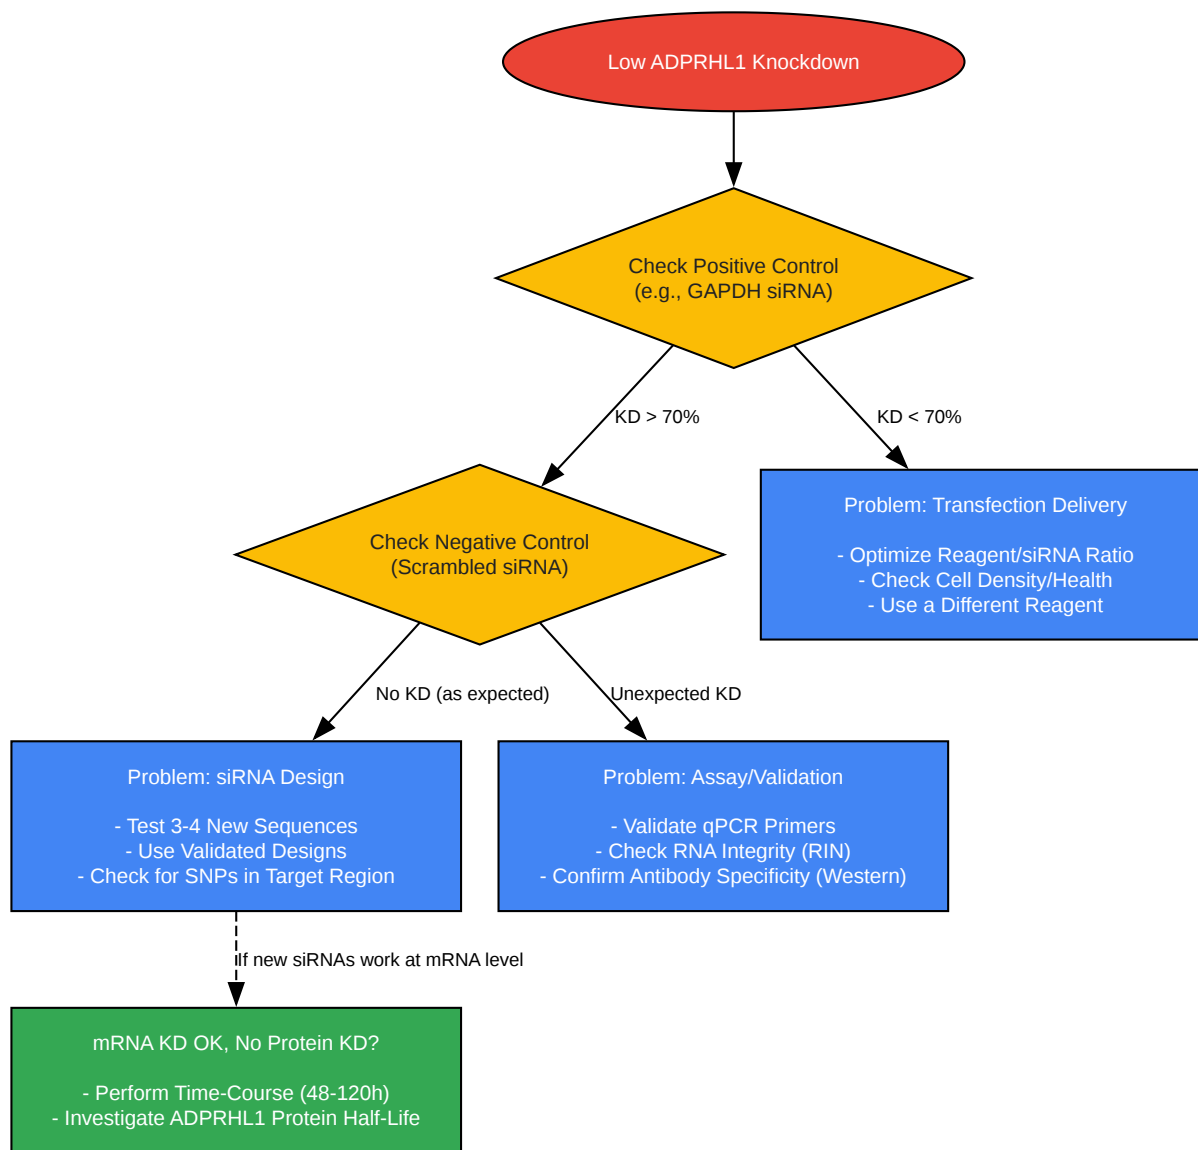 Low ADPRHL1 Knockdown
Check Positive Control
(e.g., GAPDH siRNA)
KD > 70%
KD < 70%
Check Negative Control
(Scrambled siRNA)
Problem: Transfection Delivery
- Optimize Reagent/siRNA Ratio
- Check Cell Density/Health
- Use a Different Reagent
No KD (as expected)
Unexpected KD
Problem: siRNA Design
- Test 3-4 New Sequences
- Use Validated Designs
- Check for SNPs in Target Region
Problem: Assay/Validation
- Validate qPCR Primers
- Check RNA Integrity (RIN)
- Confirm Antibody Specificity (Western)
If new siRNAs work at mRNA level
mRNA KD OK, No Protein KD?
- Perform Time-Course (48-120h)
- Investigate ADPRHL1 Protein Half-Life